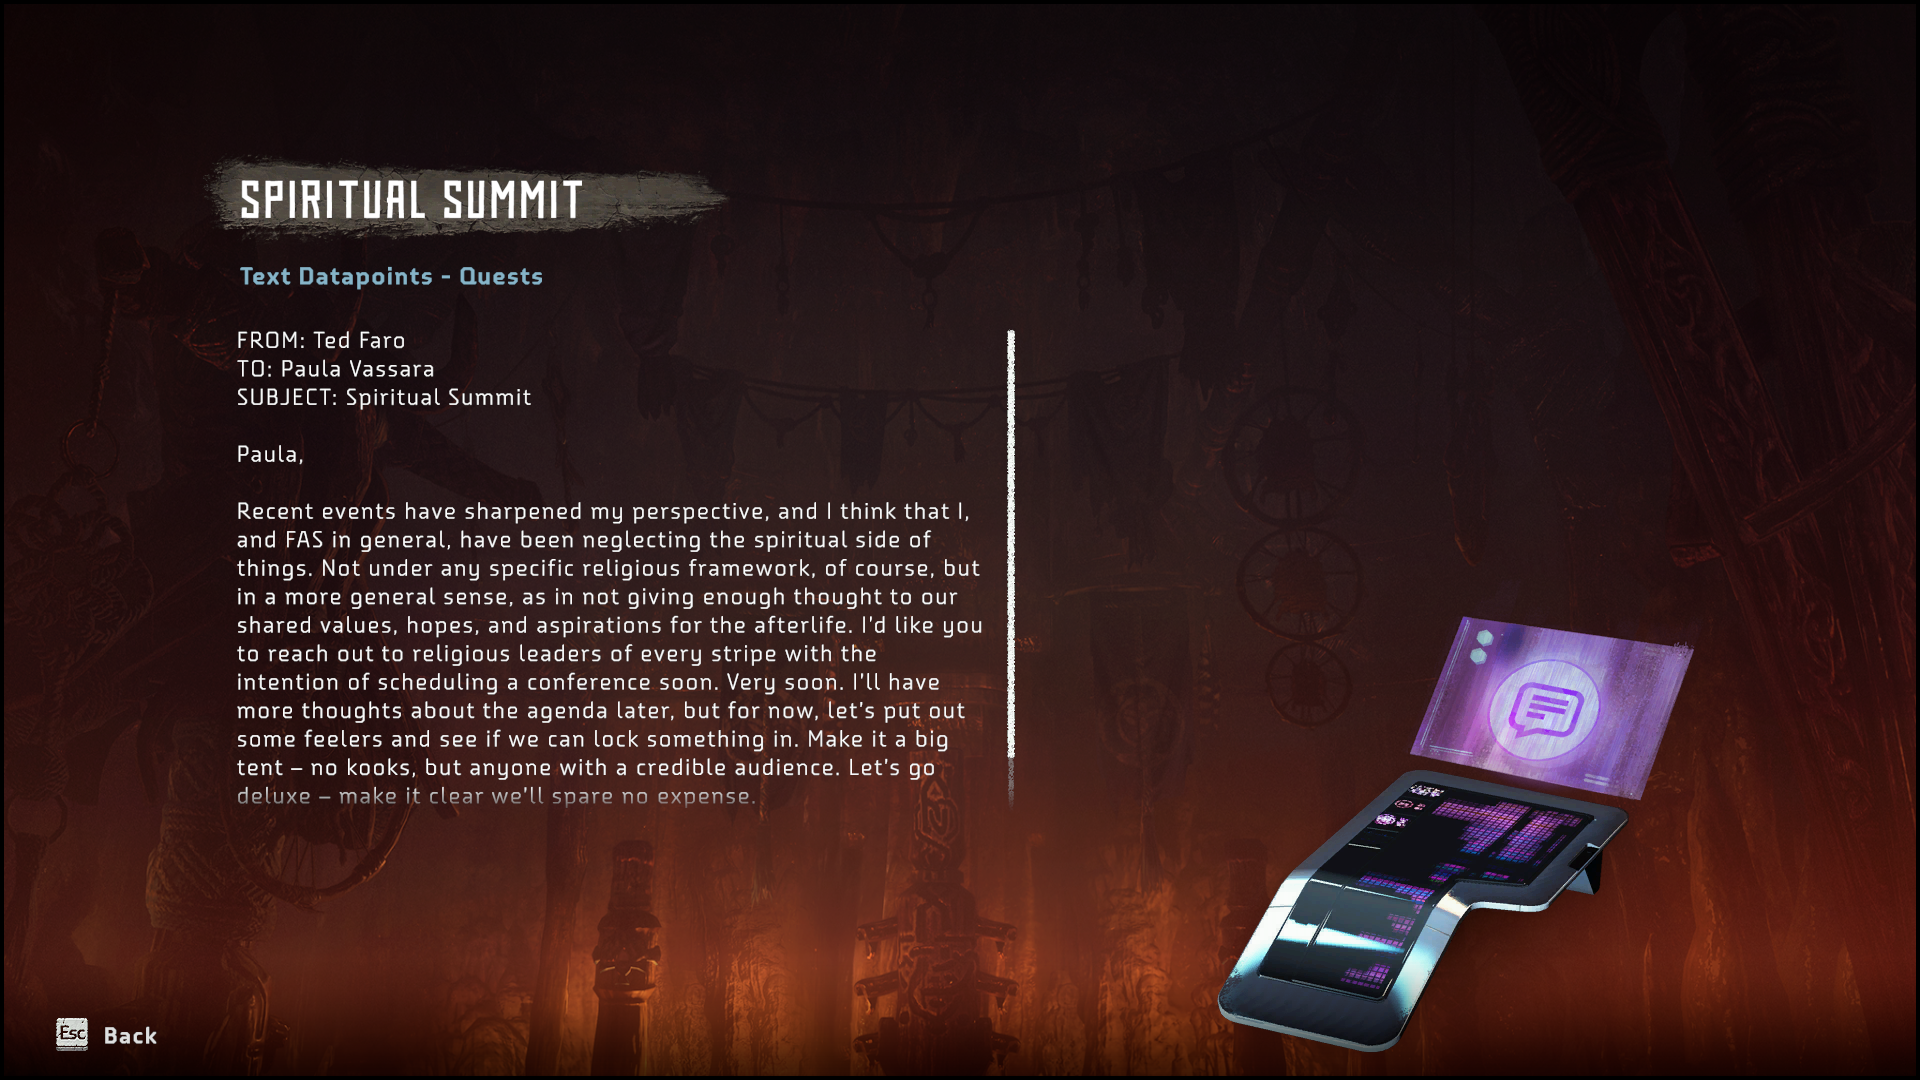 SPIRITUAL SUMMIT
Text Datapoints - Quests
FROM: Ted Faro
TO: Paula Vassara
SUBJECT: Spiritual Summit
Paula,
Recent events have sharpened my perspective, and I think that I,
and FAS in general, have been neglecting the spiritual side of
things. Not under any specific religious framework, of course, but
in a more general sense, as in not giving enough thought to our
shared values, hopes, and aspirations for the afterlife. I'd like you
to reach out to religious leaders of every stripe with the
intention of scheduling a conference soon. Very soon. I'll have
more thoughts about the agenda later, but for now, let's put out
some feelers and see if we can lock something in. Make it a big
tent – no kooks, but anyone with a credible audience. Let's go
deluxe – make it clear we'll spare no expense.
Esc Back